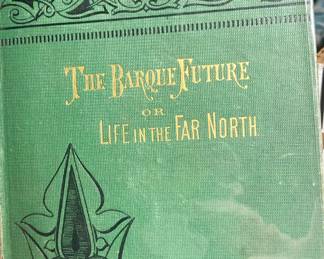 The Barque Future
OR
Life in the Far North